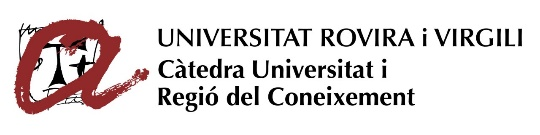 UNIVERSITAT ROVIRA i VIRGILI
Càtedra Universitat i
Regió del Coneixement